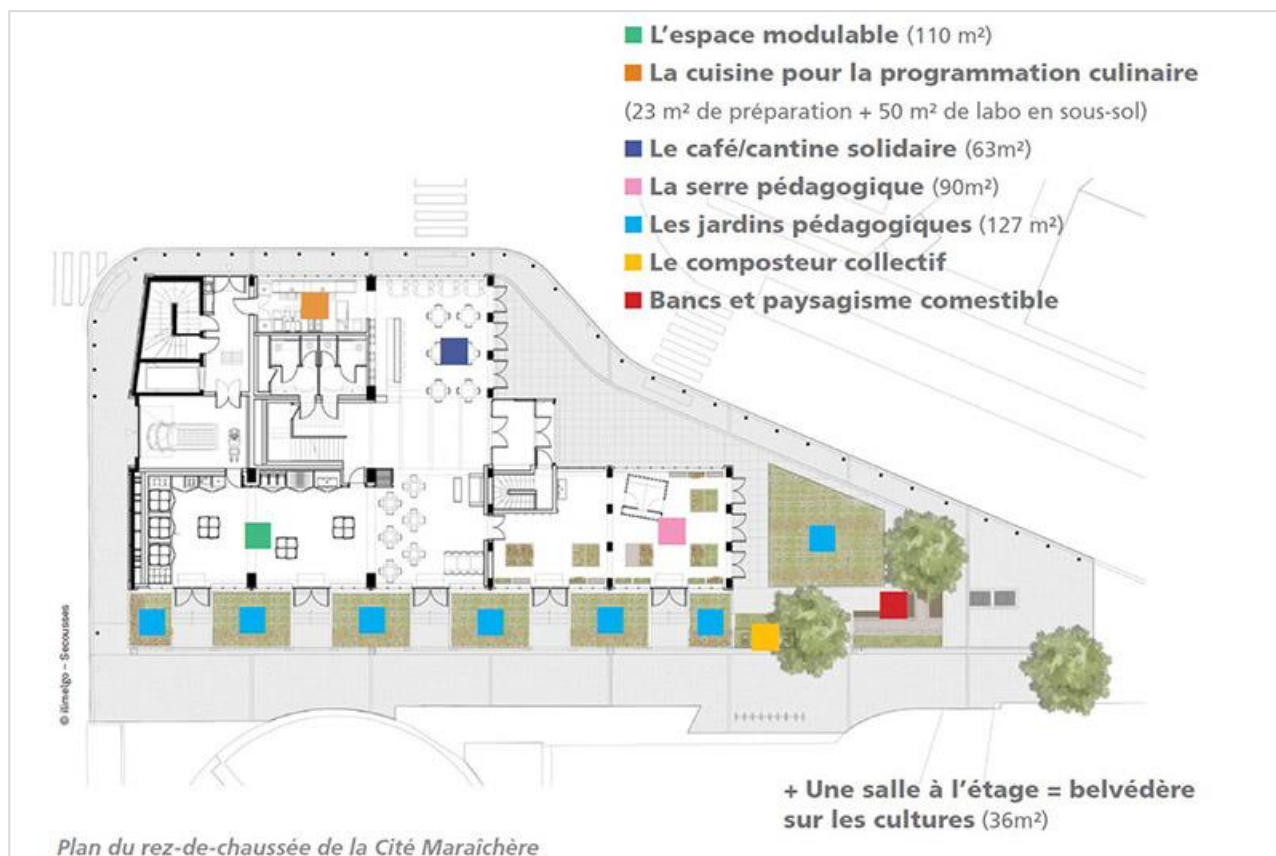 L'espace modulable (110 m²)
La cuisine pour la programmation culinaire
(23 m² de préparation + 50 m² de labo en sous-sol)
Le café/cantine solidaire (63m²)
La serre pédagogique (90m²)
Les jardins pédagogiques (127 m²)
Le composteur collectif
Bancs et paysagisme comestible
© ilimelgo – Secousses
+ Une salle à l'étage = belvédère
sur les cultures (36m²)
Plan du rez-de-chaussée de la Cité Maraîchère